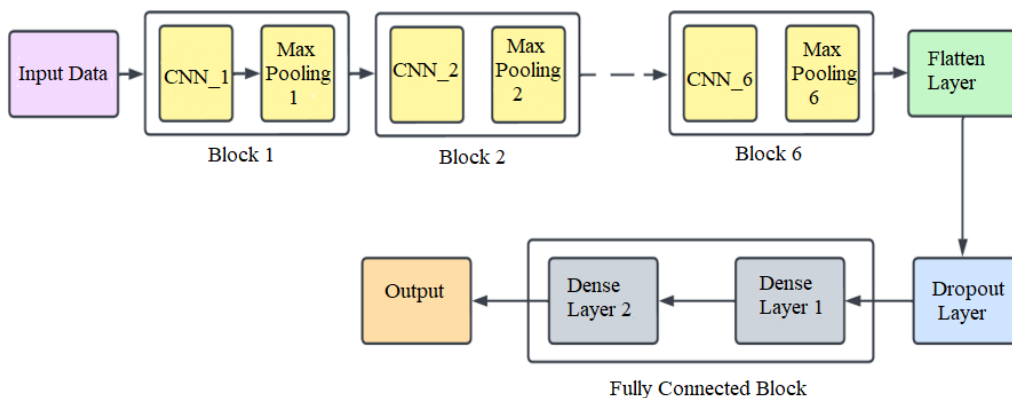 Input Data
CNN_1
Max
Pooling
1
Block 1
CNN_2
Max
Pooling
2
Block 2
CNN_6
Max
Pooling
6
Block 6
Flatten
Layer
Dropout
Layer
Dense
Layer 1
Dense
Layer 2
Fully Connected Block
Output